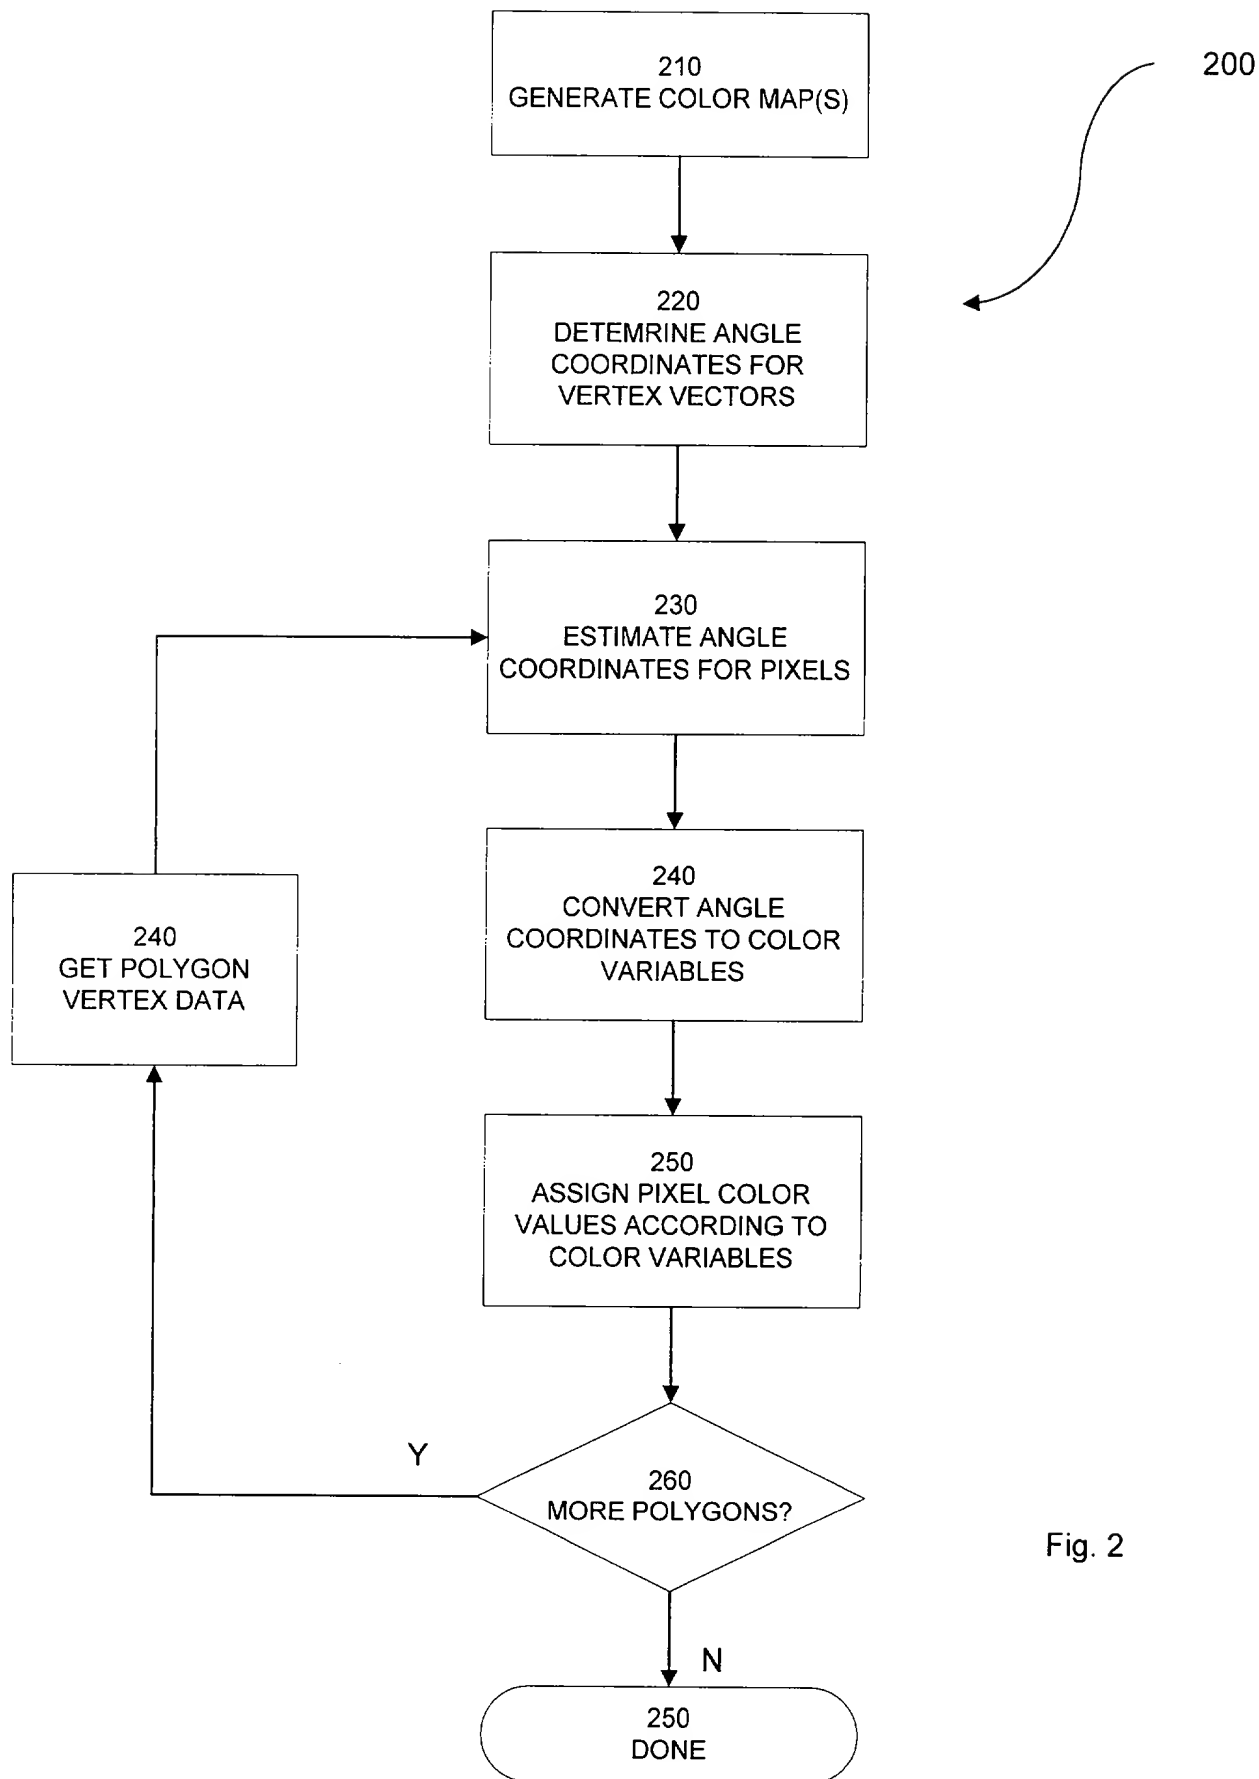 210
GENERATE COLOR MAP(S)
200
220
DETEMRINE ANGLE
COORDINATES FOR
VERTEX VECTORS
230
ESTIMATE ANGLE
COORDINATES FOR PIXELS
240
CONVERT ANGLE
COORDINATES TO COLOR
VARIABLES
240
GET POLYGON
VERTEX DATA
250
ASSIGN PIXEL COLOR
VALUES ACCORDING TO
COLOR VARIABLES
Y
260
MORE POLYGONS?
Fig. 2
N
250
DONE